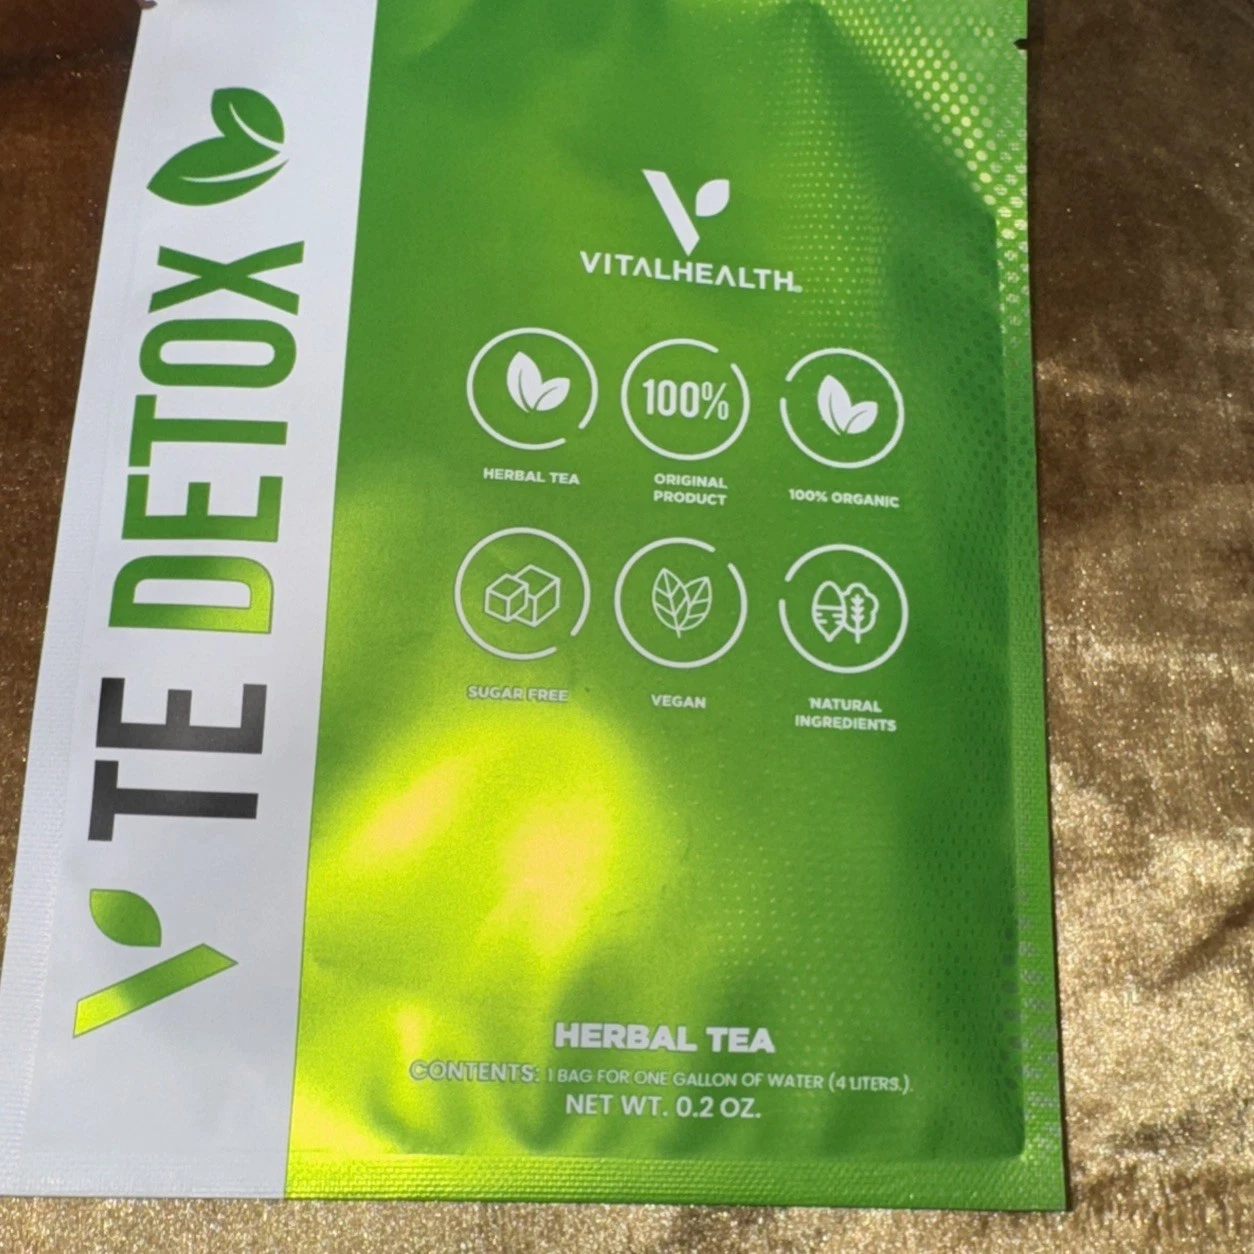 TE DETOX
VITALHEALTH®
100%
HERBAL TEA
ORIGINAL
PRODUCT
100% ORGANIC
SUGAR FREE
VEGAN
NATURAL
INGREDIENTS
HERBAL TEA
CONTENTS: 1 BAG FOR ONE GALLON OF WATER (4 LITERS.).
NET WT. 0.2 OZ.